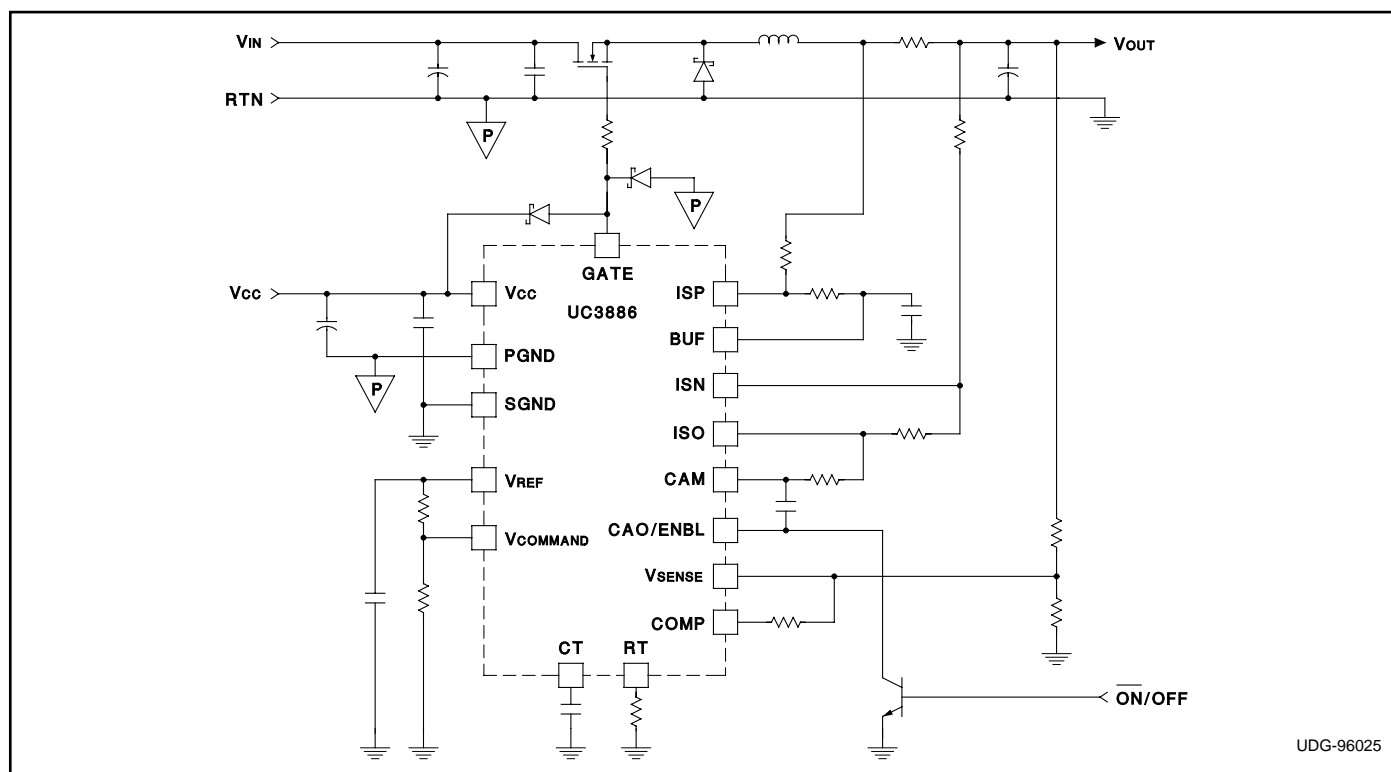 VIN
VOUT
RTN
P
P
GATE
VCC
VCC
UC3886
ISP
BUF
PGND
P
ISN
SGND
ISO
VREF
CAM
CAO/ENBL
VCOMMAND
VSENSE
COMP
CT
RT
ON/OFF
UDG-96025